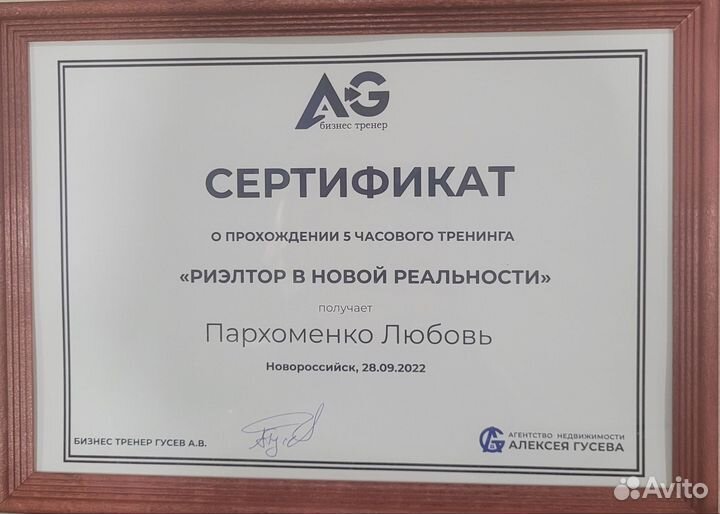 AG
бизнес тренер
СЕРТИФИКАТ
О ПРОХОЖДЕНИИ 5 ЧАСОВОГО ТРЕНИНГА
«РИЭЛТОР В НОВОЙ РЕАЛЬНОСТИ»
получает
Пархоменко Любовь
Новороссийск, 28.09.2022
БИЗНЕС ТРЕНЕР ГУСЕВ А.В.
АГЕНТСТВО НЕДВИЖИМОСТИ
АЛЕКСЕЯ ГУСЕВА
Avito